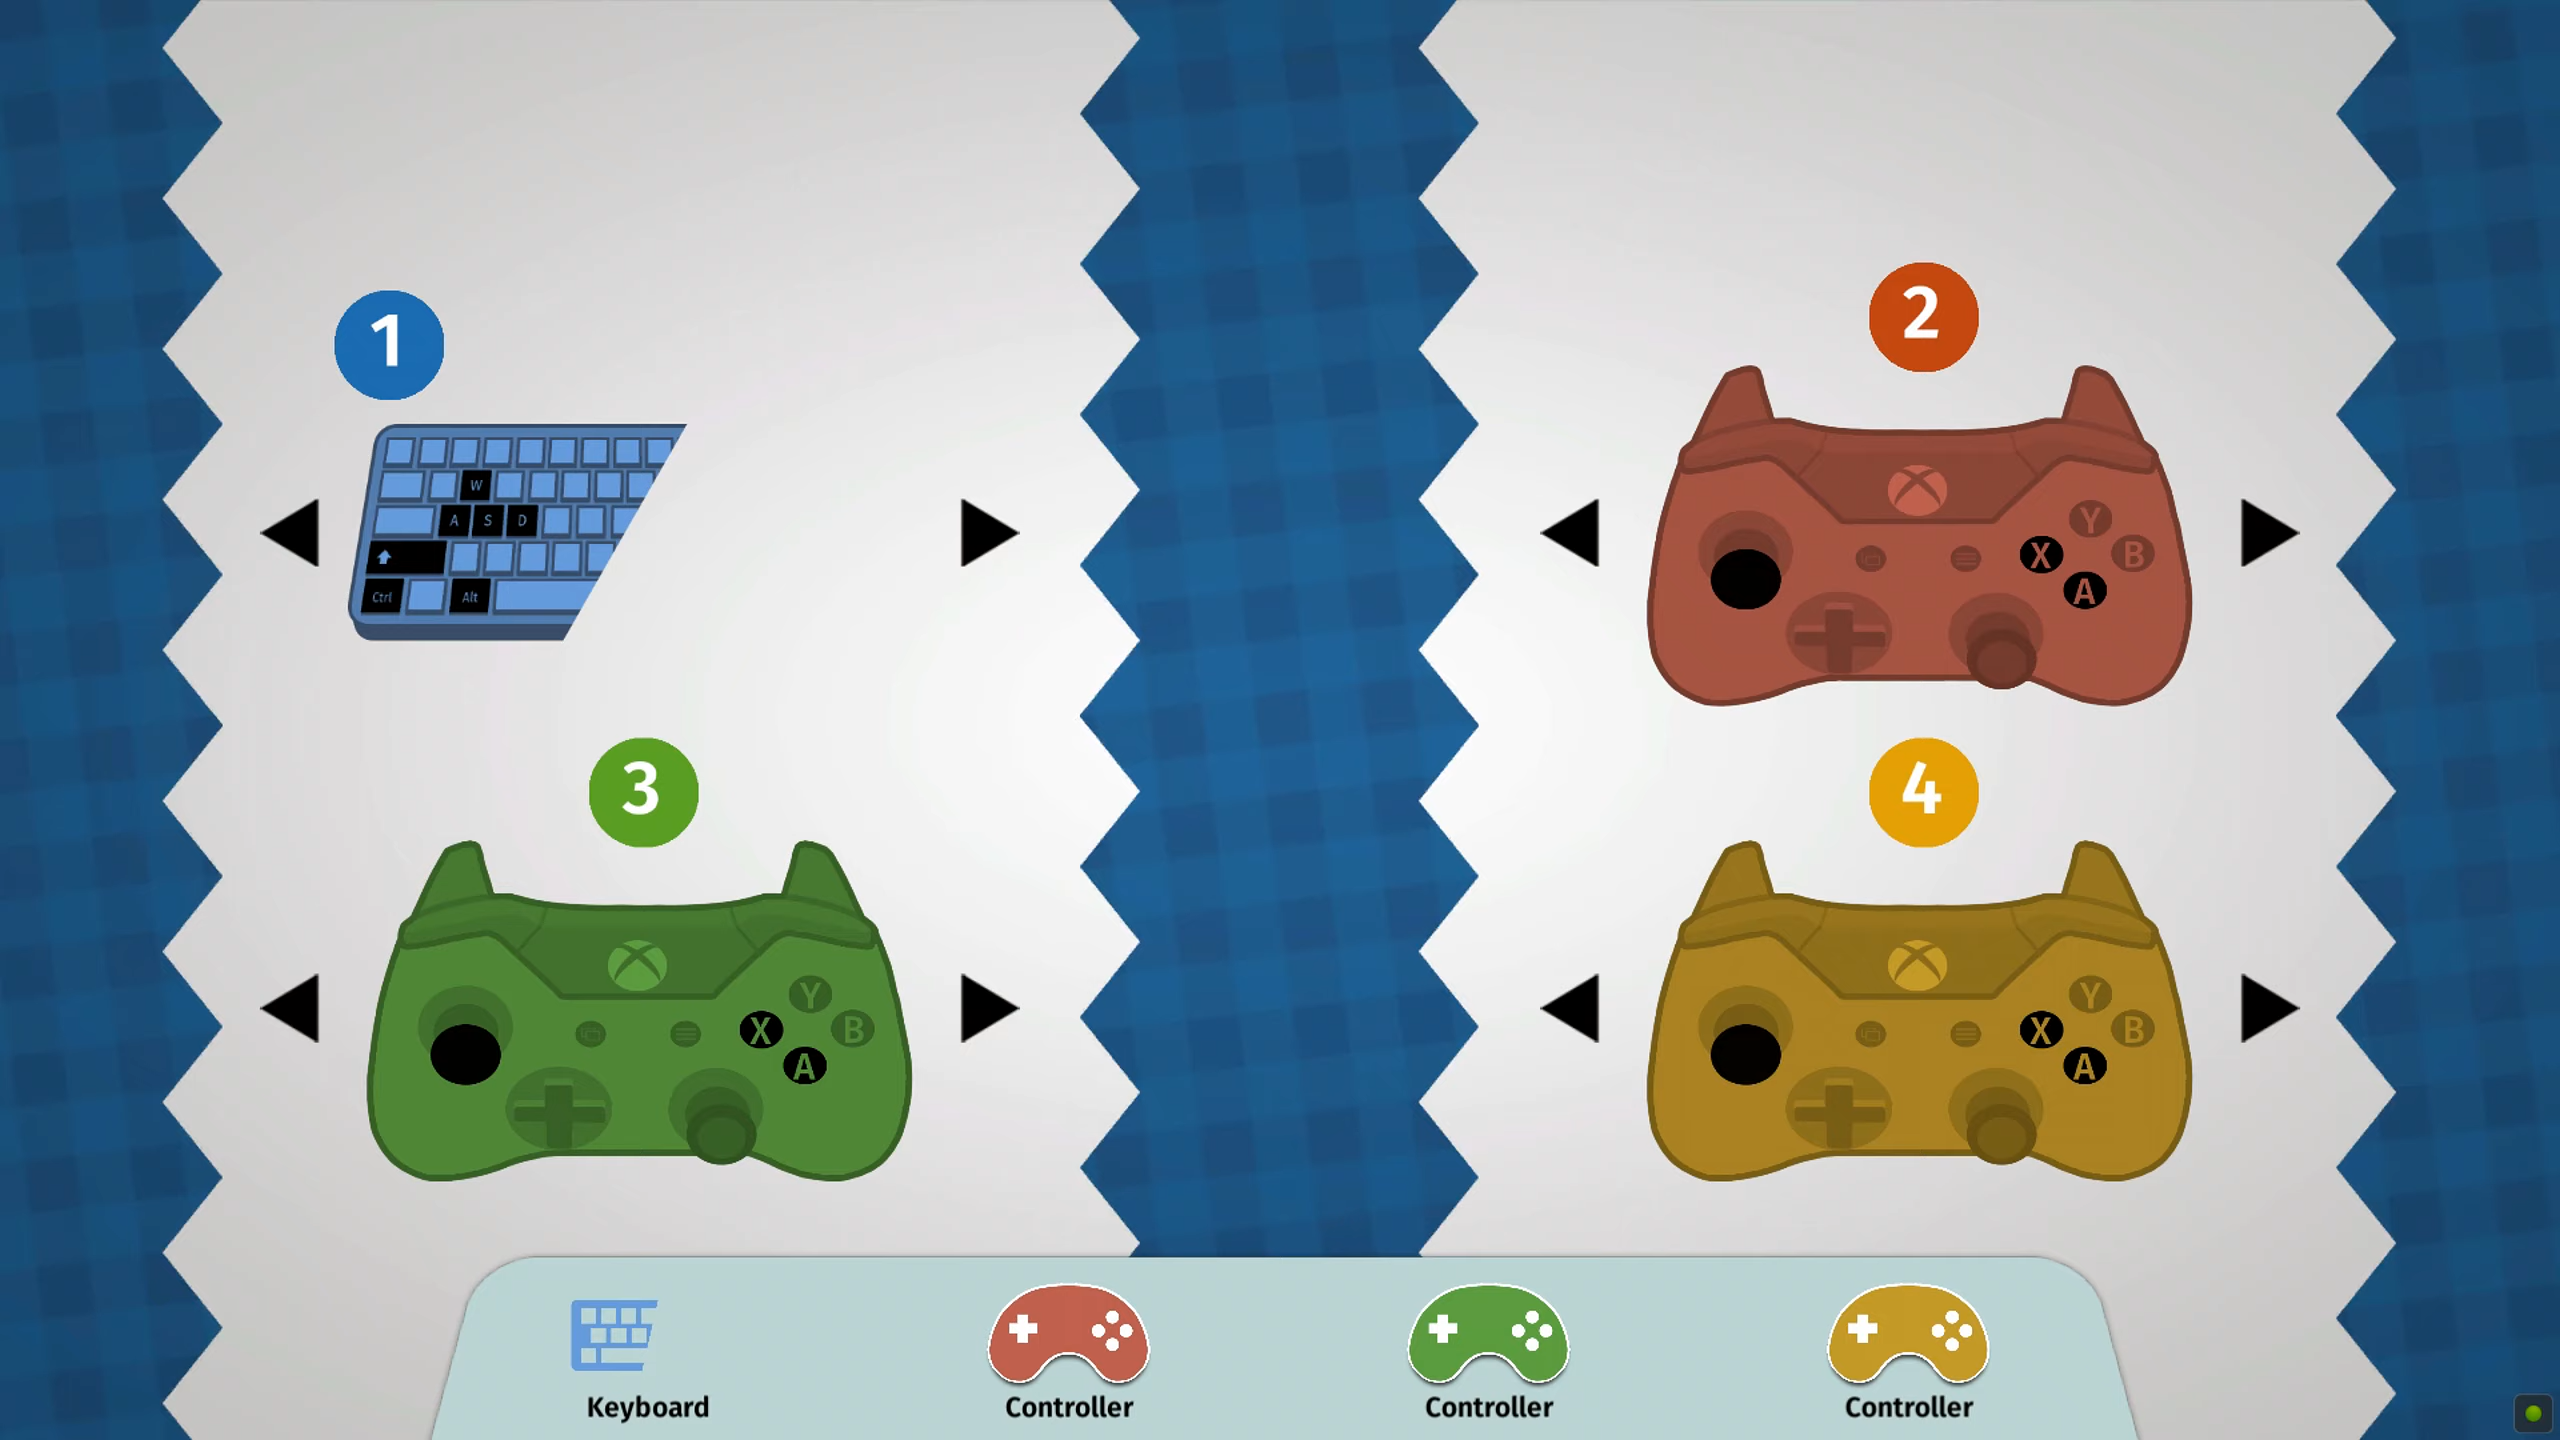 1
W
A S D
Ctrl Alt
2
Y
X B
A
3
Y
X B
A
4
Y
X B
A
Keyboard Controller Controller Controller